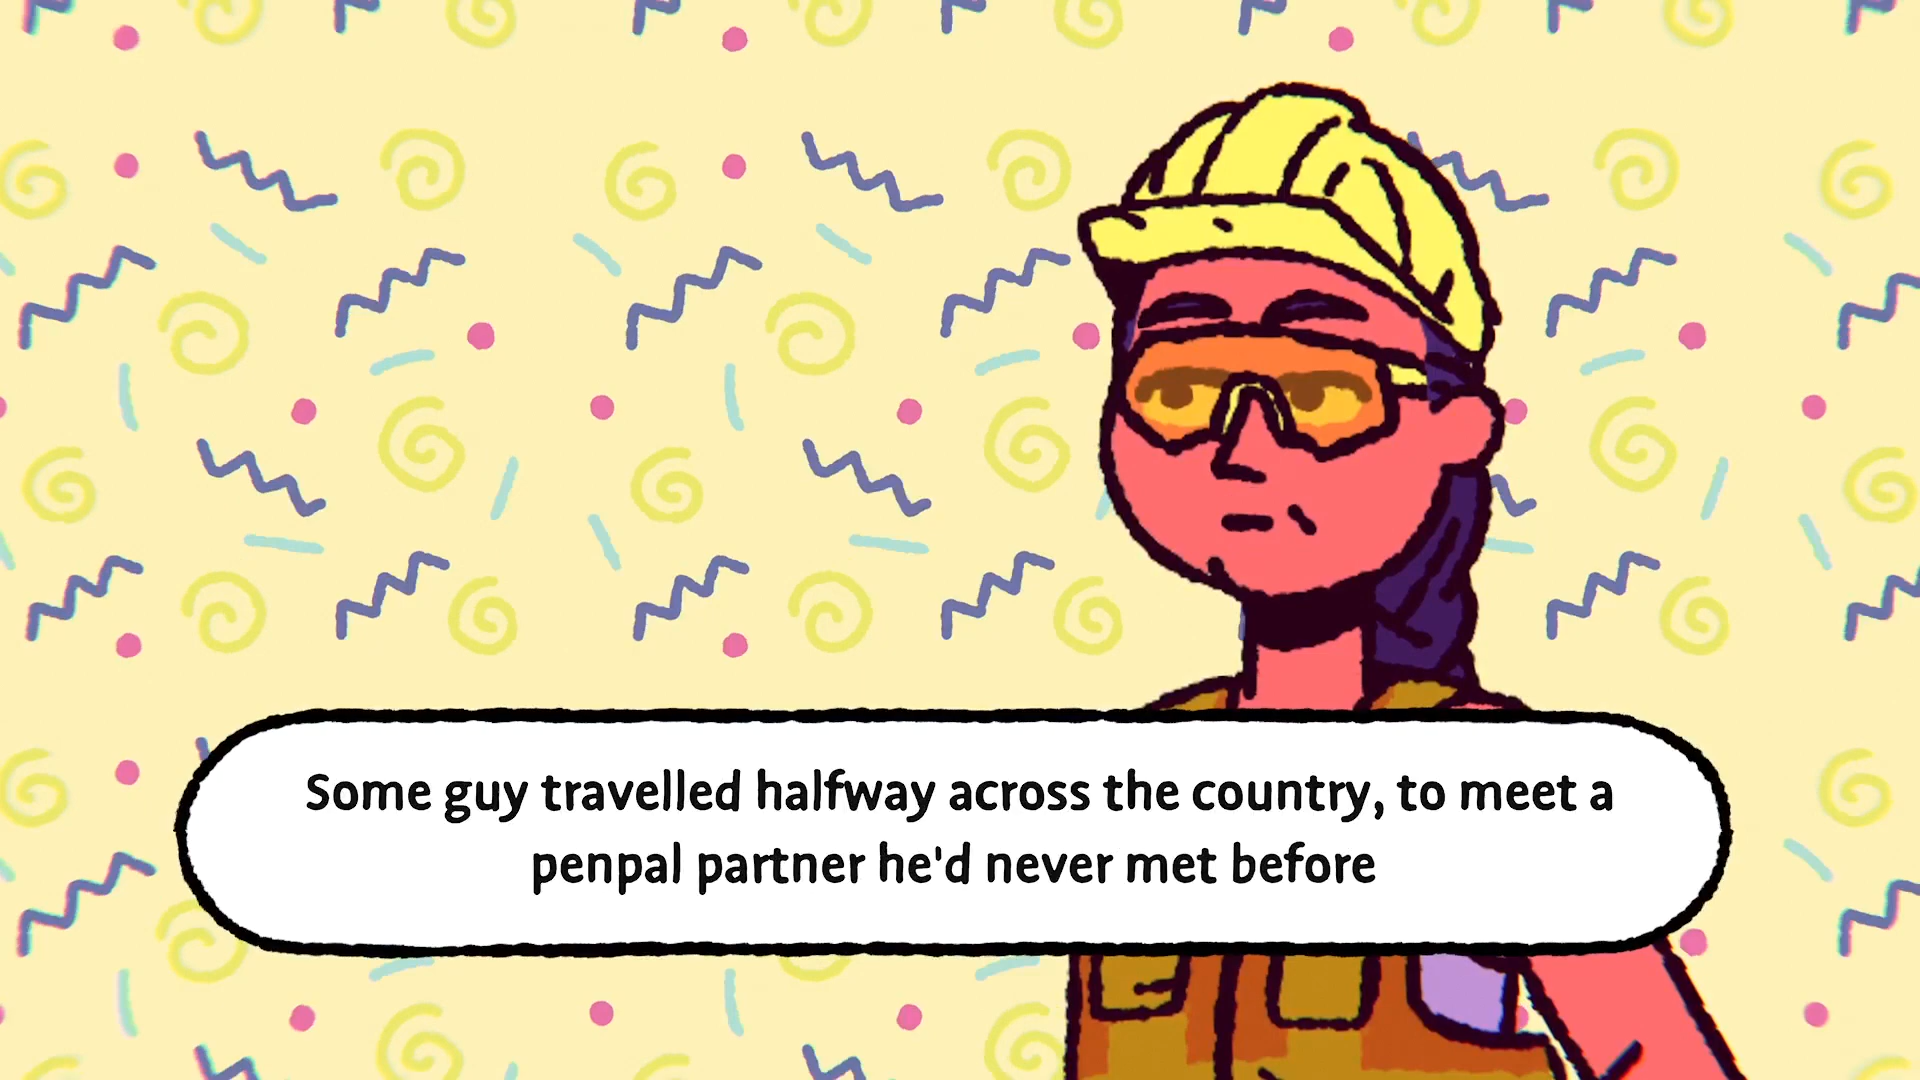 Some guy travelled halfway across the country, to meet a
penpal partner he'd never met before